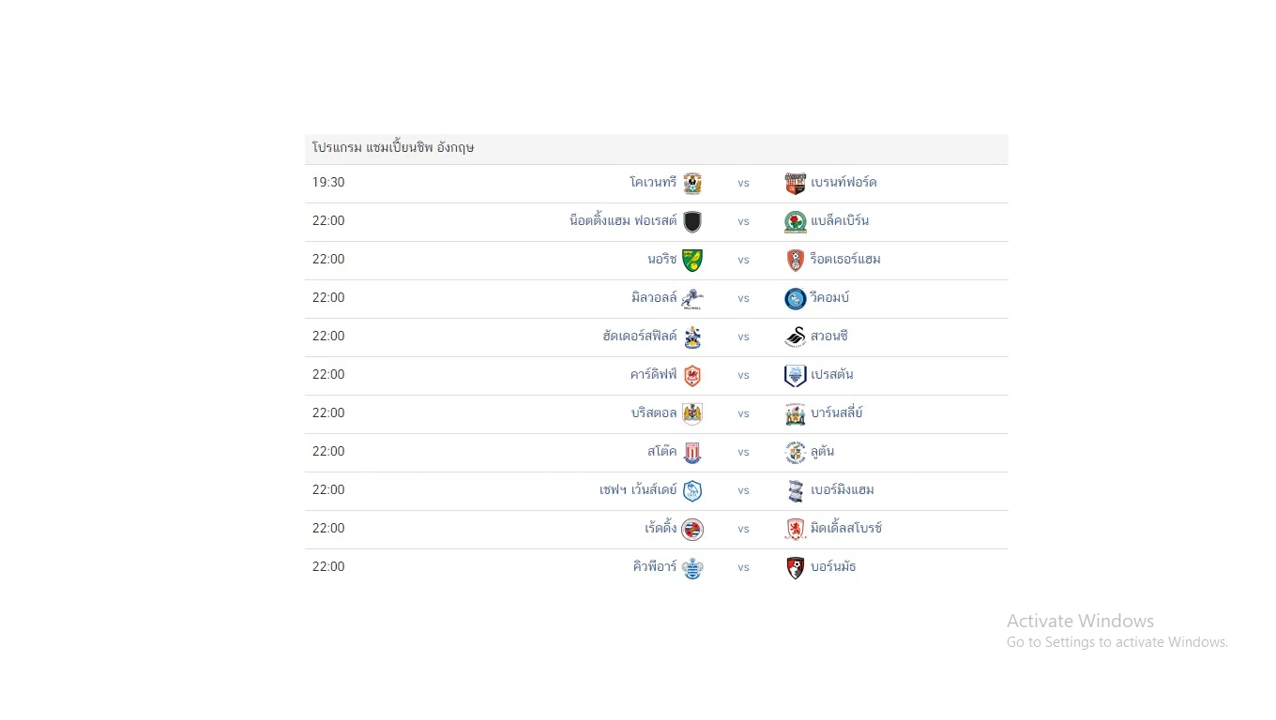 โปรแกรม แชมเปี้ยนชิพ อังกฤษ
19:30 โคเวนทรี vs เบรนท์ฟอร์ด
22:00 น็อตติ้งแฮม ฟอเรสต์ vs แบล็คเบิร์น
22:00 นอริช vs ร็อตเธอร์แฮม
22:00 มิลวอลล์ vs วีคอมบ์
22:00 ฮัดเดอร์สฟิลด์ vs สวอนซี
22:00 คาร์ดิฟฟ์ vs เปรสตัน
22:00 บริสตอล vs บาร์นสลี่ย์
22:00 สโต๊ค vs ลูตัน
22:00 เชฟฯ เว้นส์เดย์ vs เบอร์มิงแฮม
22:00 เร้ดดิ้ง vs มิดเดิ้ลสโบรช์
22:00 คิวพีอาร์ vs บอร์นมัธ
Activate Windows
Go to Settings to activate Windows.